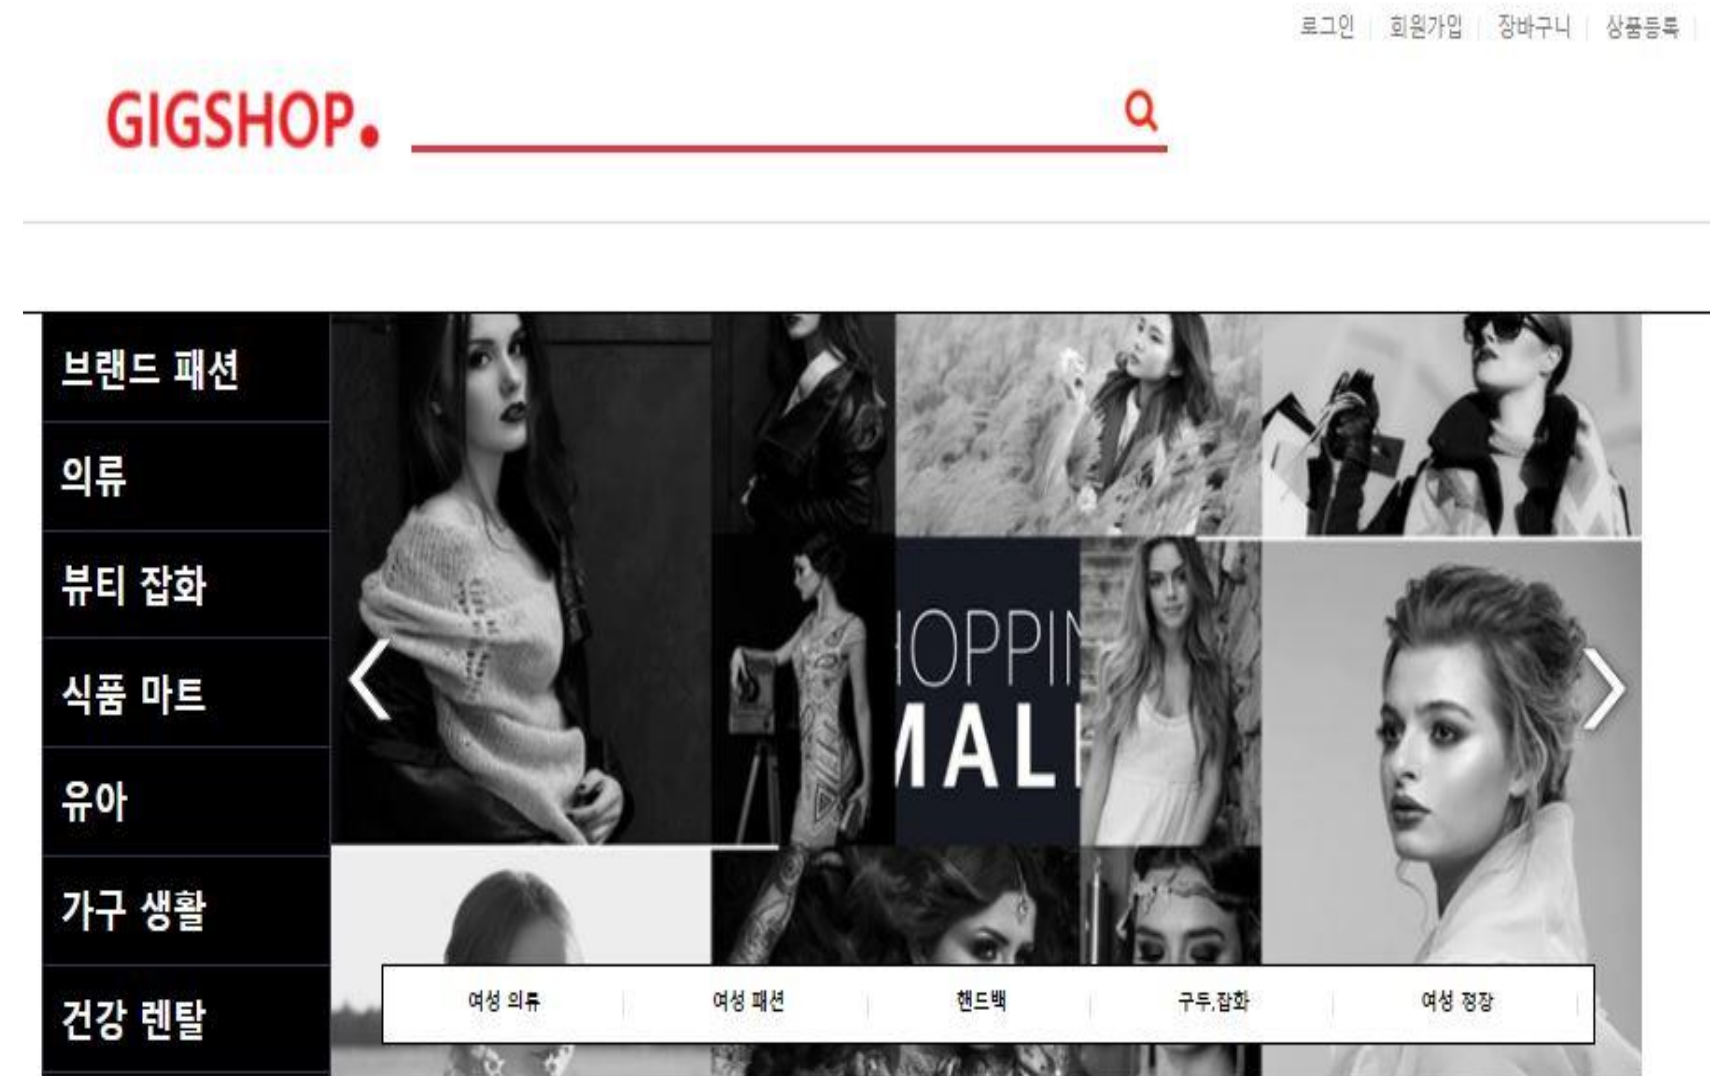 로그인 회원가입 장바구니 상품등록
GIGSHOP.
브랜드 패션
의류
뷰티 잡화
식품 마트
유아
가구 생활
건강 렌탈
HOPPIN
MALL
여성 의류 여성 패션 핸드백 구두,잡화 여성 정장